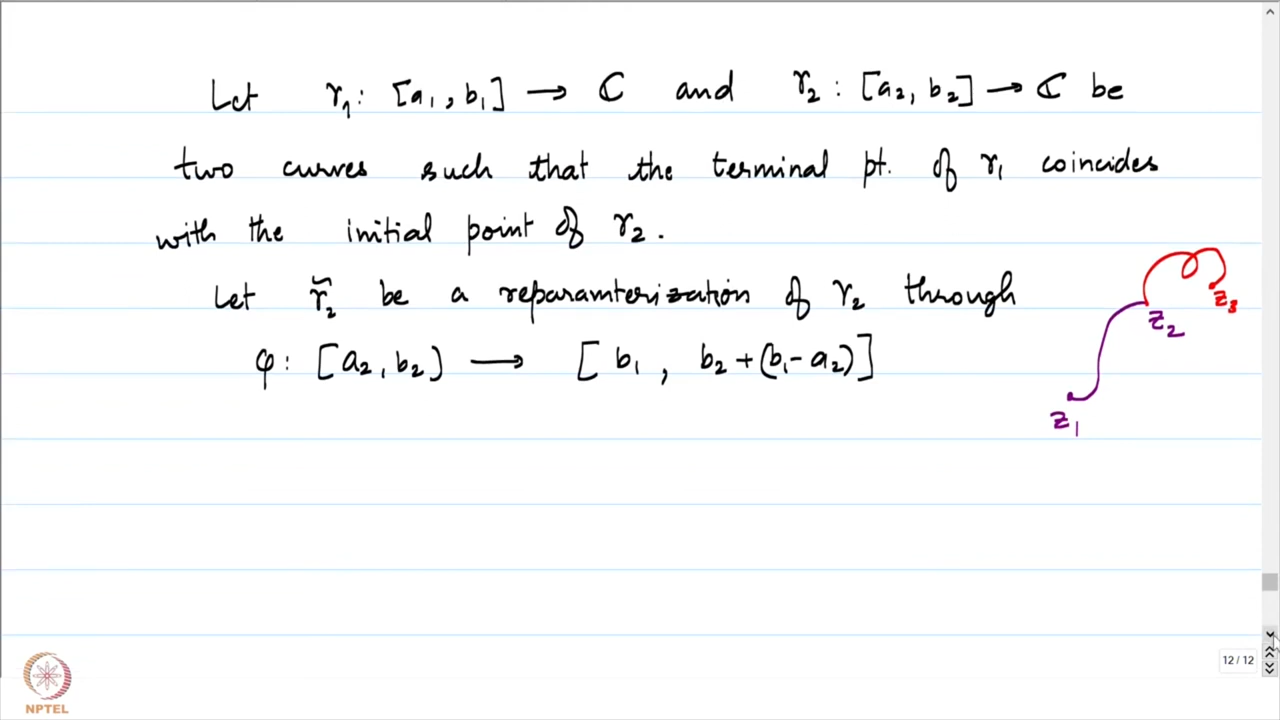 Let γ₁ : [a₁, b₁] → ℂ and γ₂ : [a₂, b₂] → ℂ be
two curves such that the terminal pt. of γ₁ coincides
with the initial point of γ₂.
Let γ̃₂ be a reparamterization of γ₂ through
φ : [a₂, b₂) → [b₁, b₂+(b₁-a₂)]
z₃
z₂
z₁
12 / 12
NPTEL